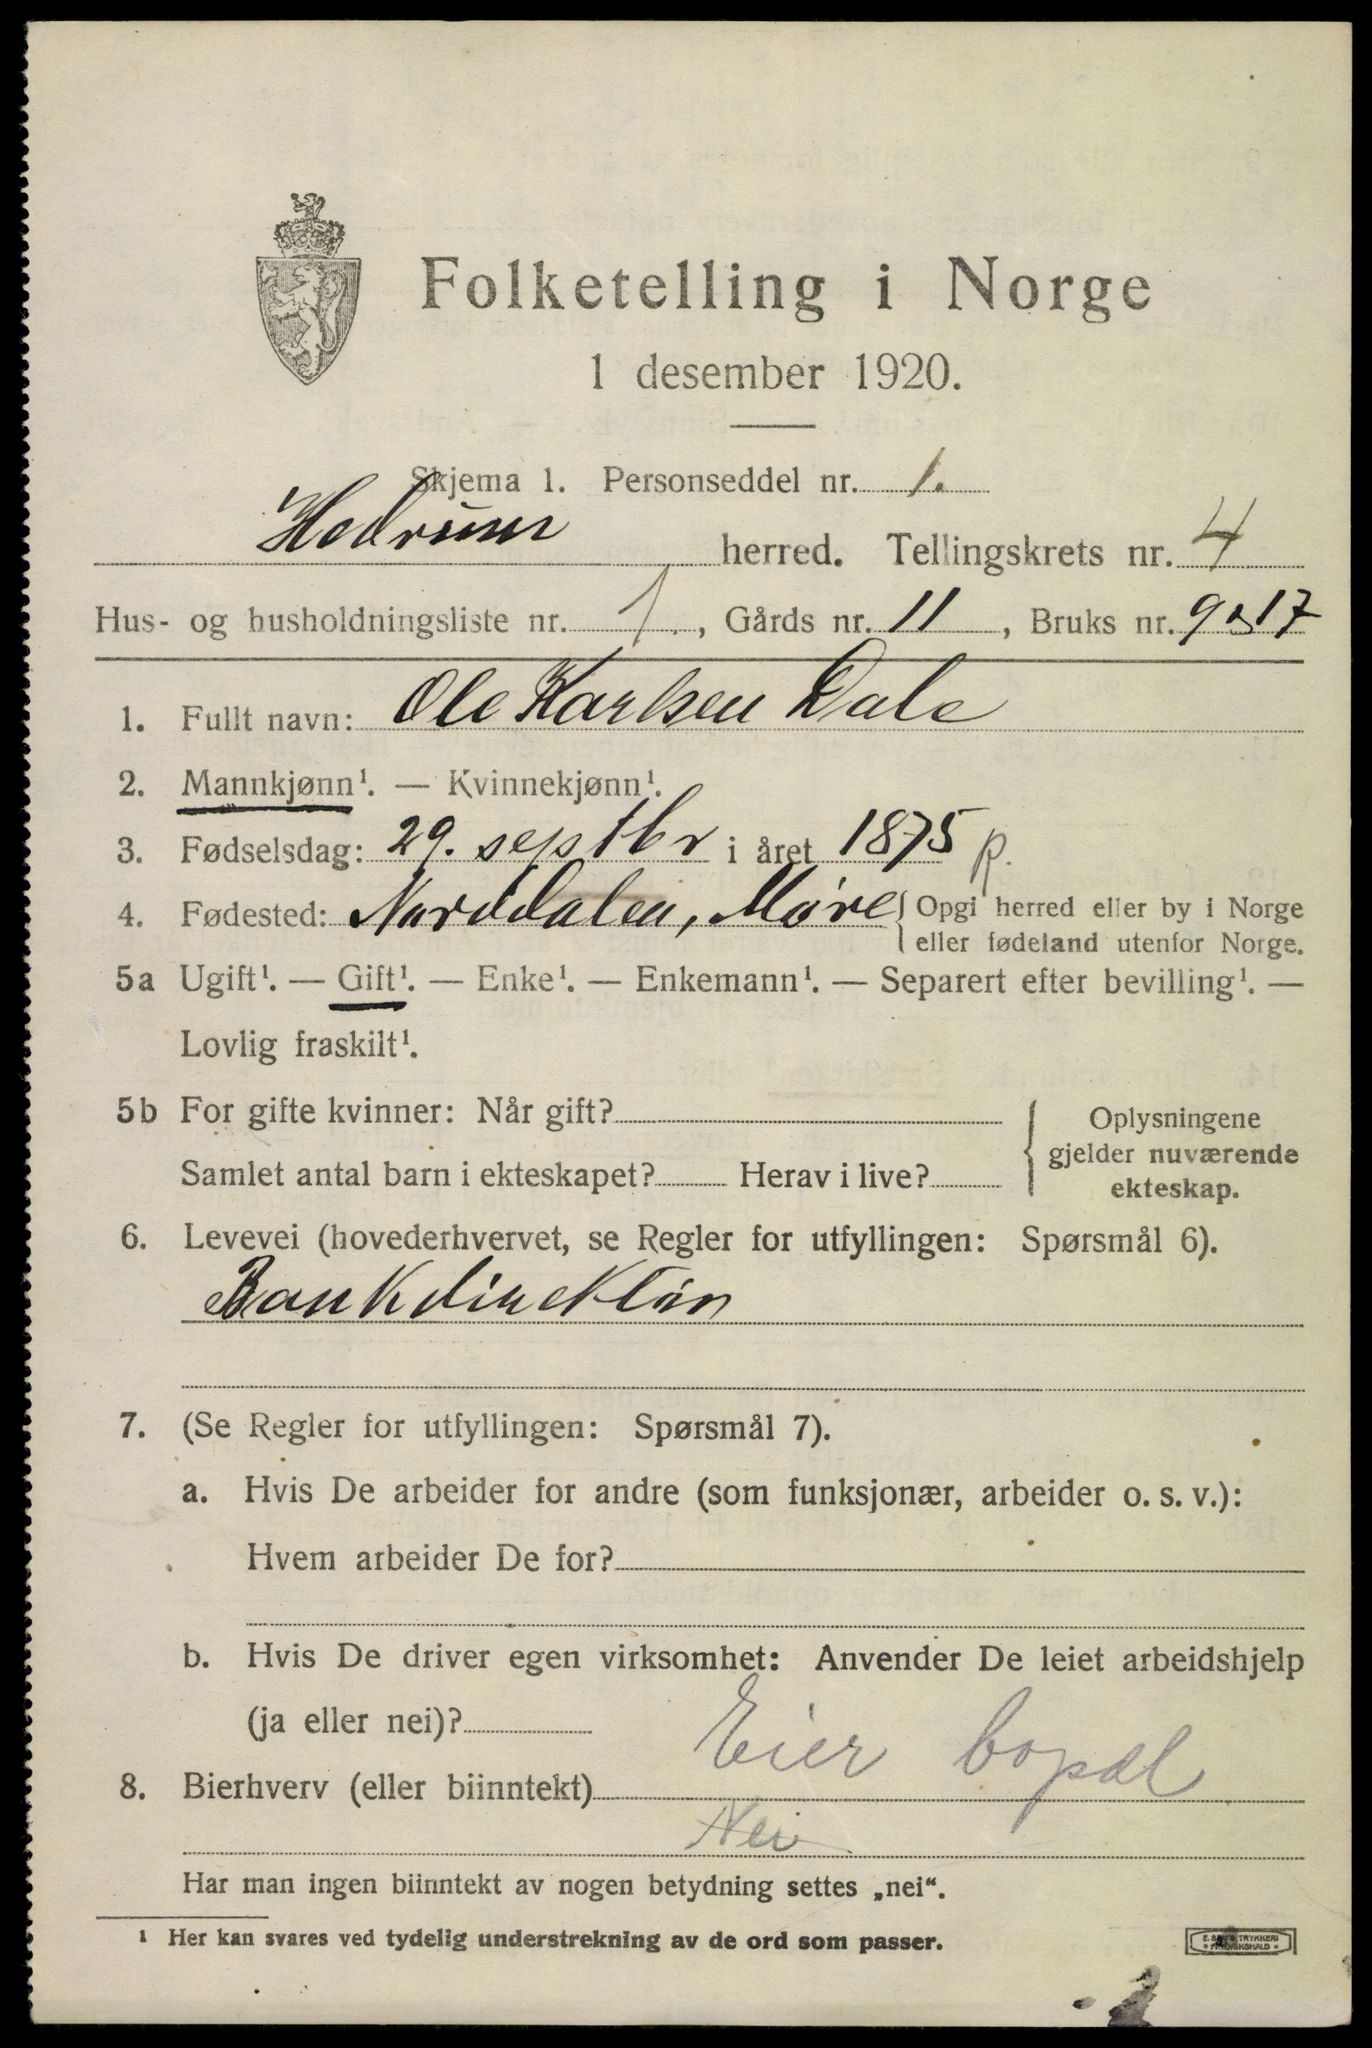 Folketelling i Norge
1 desember 1920.
Skjema 1. Personseddel nr. 1.
Hedrum herred. Tellingskrets nr. 4
Hus- og husholdningsliste nr. 1., Gårds nr. 11, Bruks nr. 9 & 17
1. Fullt navn: Ole Karlsen Dale
2. Mannkjønn¹. — Kvinnekjønn¹.
3. Fødselsdag: 29. septbr i året 1875
4. Fødested: Norddalen, Møre { Opgi herred eller by i Norge
eller fødeland utenfor Norge.
5a Ugift¹. — Gift¹. — Enke¹. — Enkemann¹. — Separert efter bevilling¹. —
Lovlig fraskilt¹.
5b For gifte kvinner: Når gift?
Samlet antal barn i ekteskapet? Herav i live?
Oplysningene
gjelder nuværende
ekteskap.
6. Levevei (hovederhvervet, se Regler for utfyllingen: Spørsmål 6).
Bankdirektør
7. (Se Regler for utfyllingen: Spørsmål 7).
a. Hvis De arbeider for andre (som funksjonær, arbeider o. s. v.):
Hvem arbeider De for?
b. Hvis De driver egen virksomhet: Anvender De leiet arbeidshjelp
(ja eller nei)?
Eier bopæl
8. Bierhverv (eller biinntekt)
Nei
Har man ingen biinntekt av nogen betydning settes „nei“.
¹ Her kan svares ved tydelig understrekning av de ord som passer.